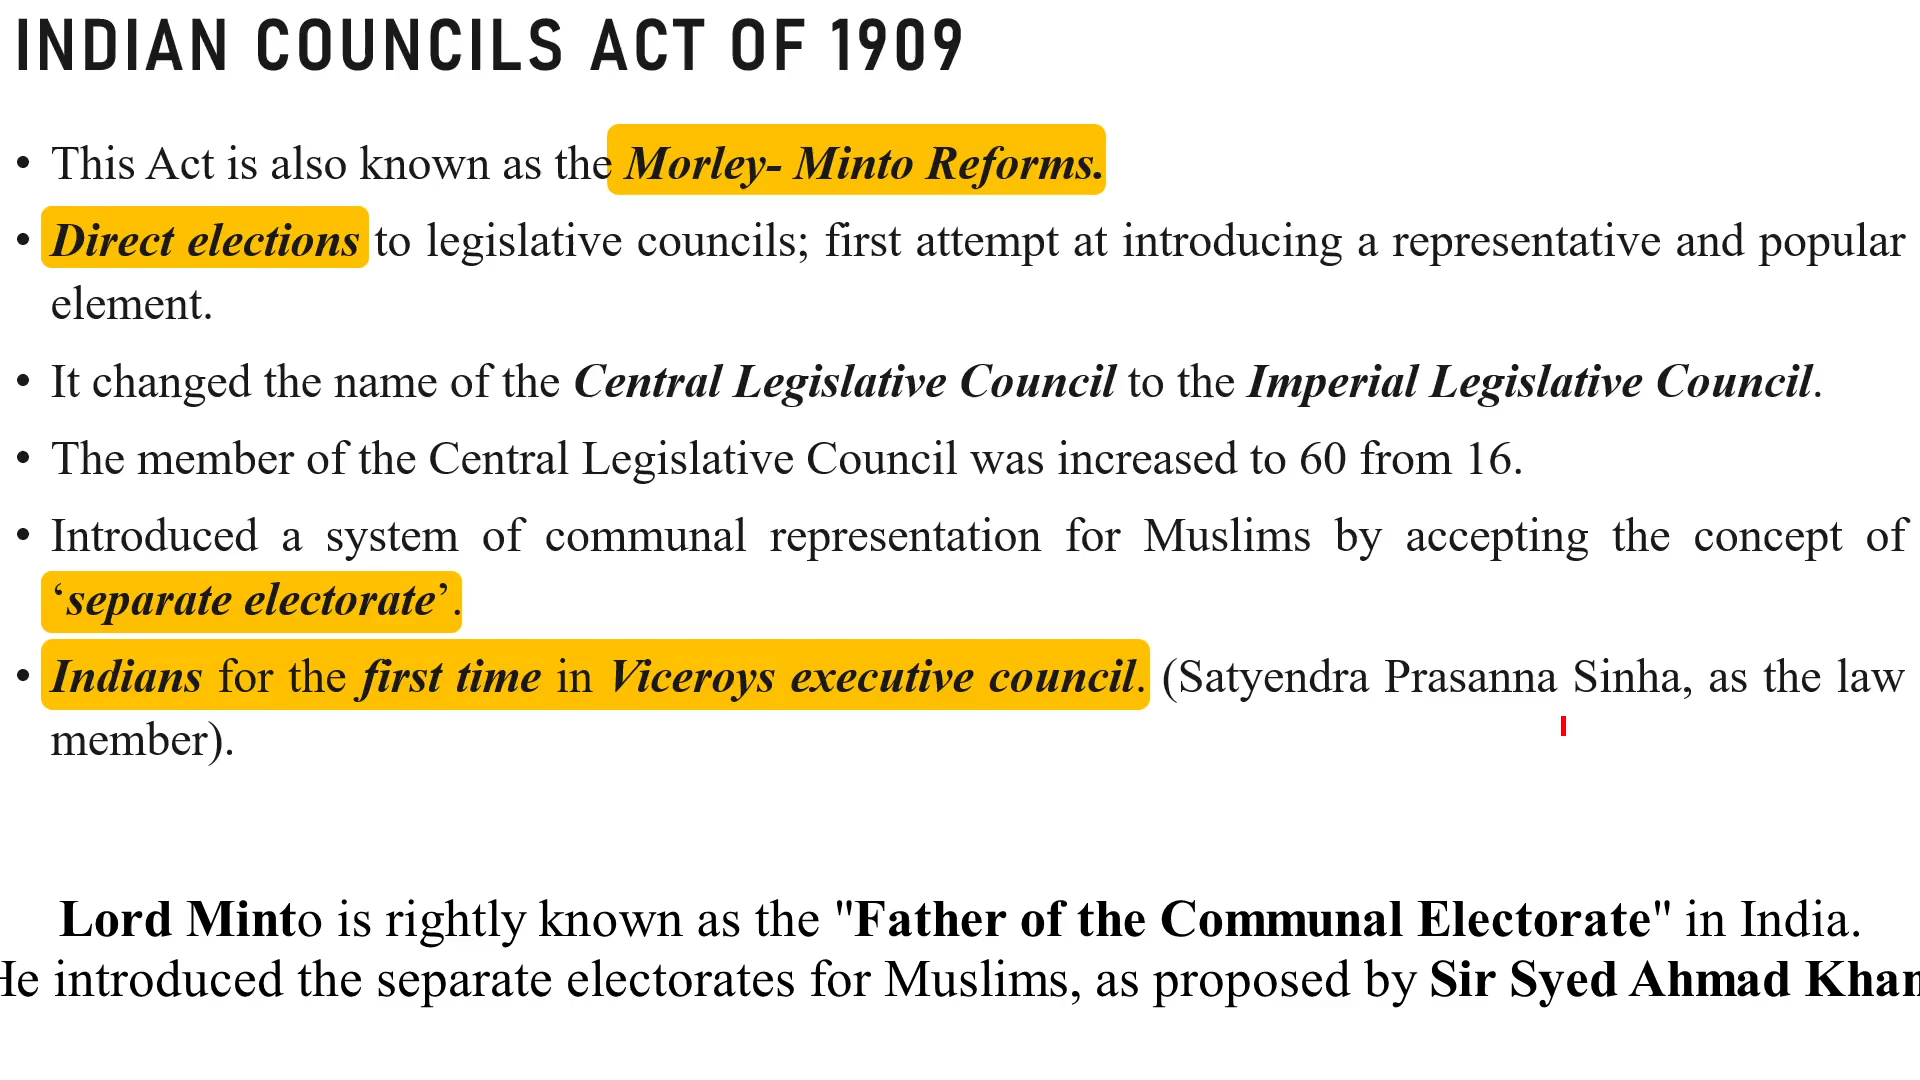 INDIAN COUNCILS ACT OF 1909
• This Act is also known as the Morley- Minto Reforms.
• Direct elections to legislative councils; first attempt at introducing a representative and popular
element.
• It changed the name of the Central Legislative Council to the Imperial Legislative Council.
• The member of the Central Legislative Council was increased to 60 from 16.
• Introduced a system of communal representation for Muslims by accepting the concept of
‘separate electorate’.
• Indians for the first time in Viceroys executive council. (Satyendra Prasanna Sinha, as the law
member).
Lord Minto is rightly known as the "Father of the Communal Electorate" in India.
He introduced the separate electorates for Muslims, as proposed by Sir Syed Ahmad Khan